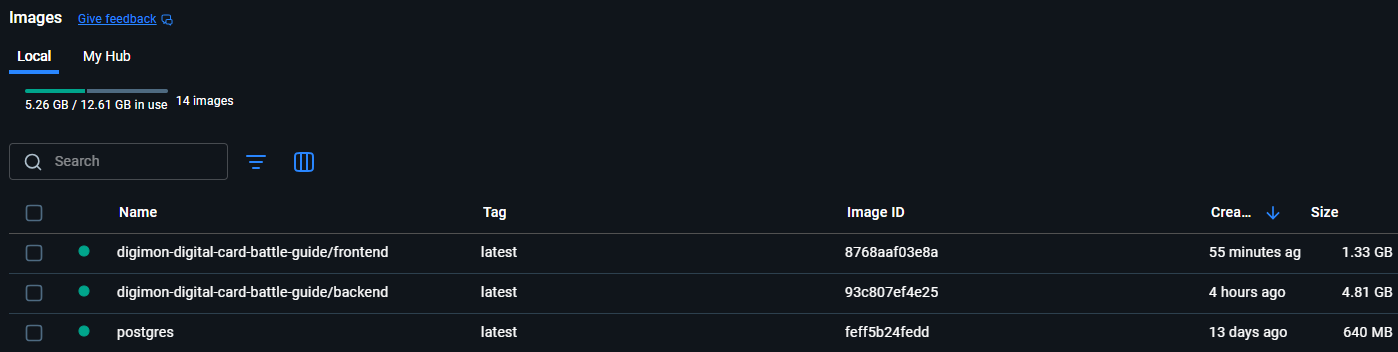 Images Give feedback
Local My Hub
5.26 GB / 12.61 GB in use 14 images
Search
Name Tag Image ID Crea... Size
digimon-digital-card-battle-guide/frontend latest 8768aaf03e8a 55 minutes ag 1.33 GB
digimon-digital-card-battle-guide/backend latest 93c807ef4e25 4 hours ago 4.81 GB
postgres latest feff5b24fedd 13 days ago 640 MB